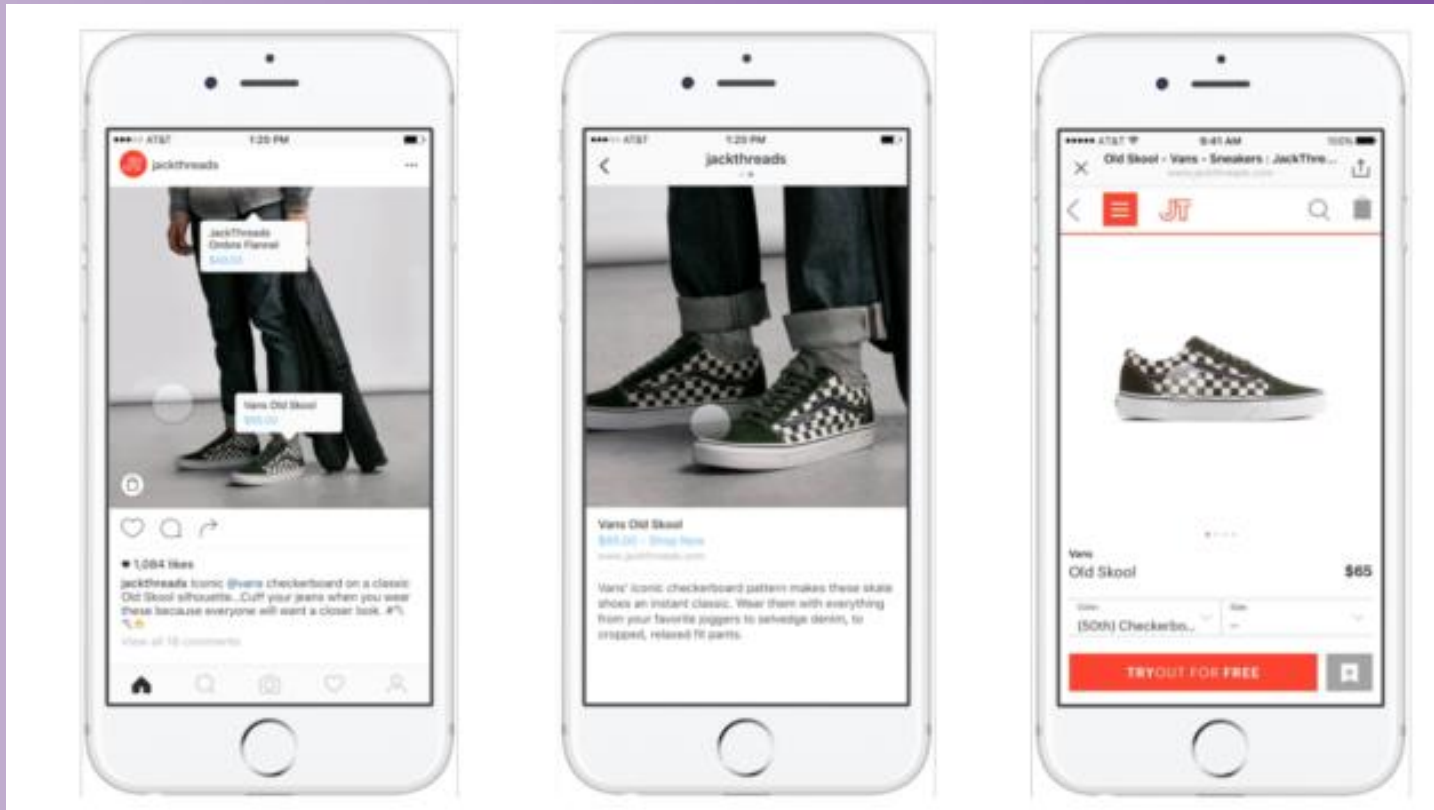 AT&T 1:20 PM
jackthreads
JackThreads
Ombre Flannel
Vans Old Skool
$65.00
1,084 likes
jackthreads Iconic @vans checkerboard on a classic
Old Skool silhouette...Cuff your jeans when you wear
these because everyone will want a closer look.
View all 18 comments
AT&T 1:20 PM
jackthreads
Vans Old Skool
$65.00 - Shop Now
www.jackthreads.com
Vans' iconic checkerboard pattern makes these skate
shoes an instant classic. Wear them with everything
from your favorite joggers to selvedge denim, to
cropped, relaxed fit pants.
AT&T 9:41 AM 100%
Old Skool - Vans - Sneakers : JackThre...
www.jackthreads.com
JT
Vans
Old Skool $65
Color Size
(50th) Checkerbo... --
TRYOUT FOR FREE